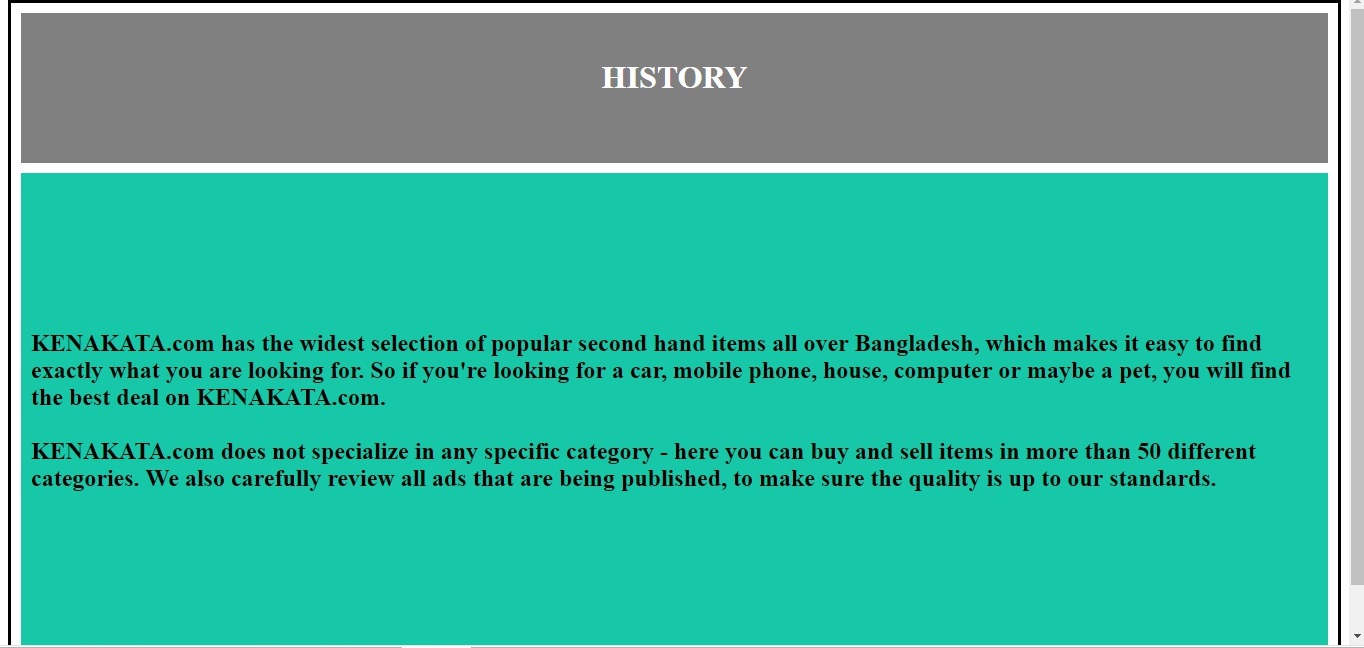 HISTORY
KENAKATA.com has the widest selection of popular second hand items all over Bangladesh, which makes it easy to find
exactly what you are looking for. So if you're looking for a car, mobile phone, house, computer or maybe a pet, you will find
the best deal on KENAKATA.com.
KENAKATA.com does not specialize in any specific category - here you can buy and sell items in more than 50 different
categories. We also carefully review all ads that are being published, to make sure the quality is up to our standards.